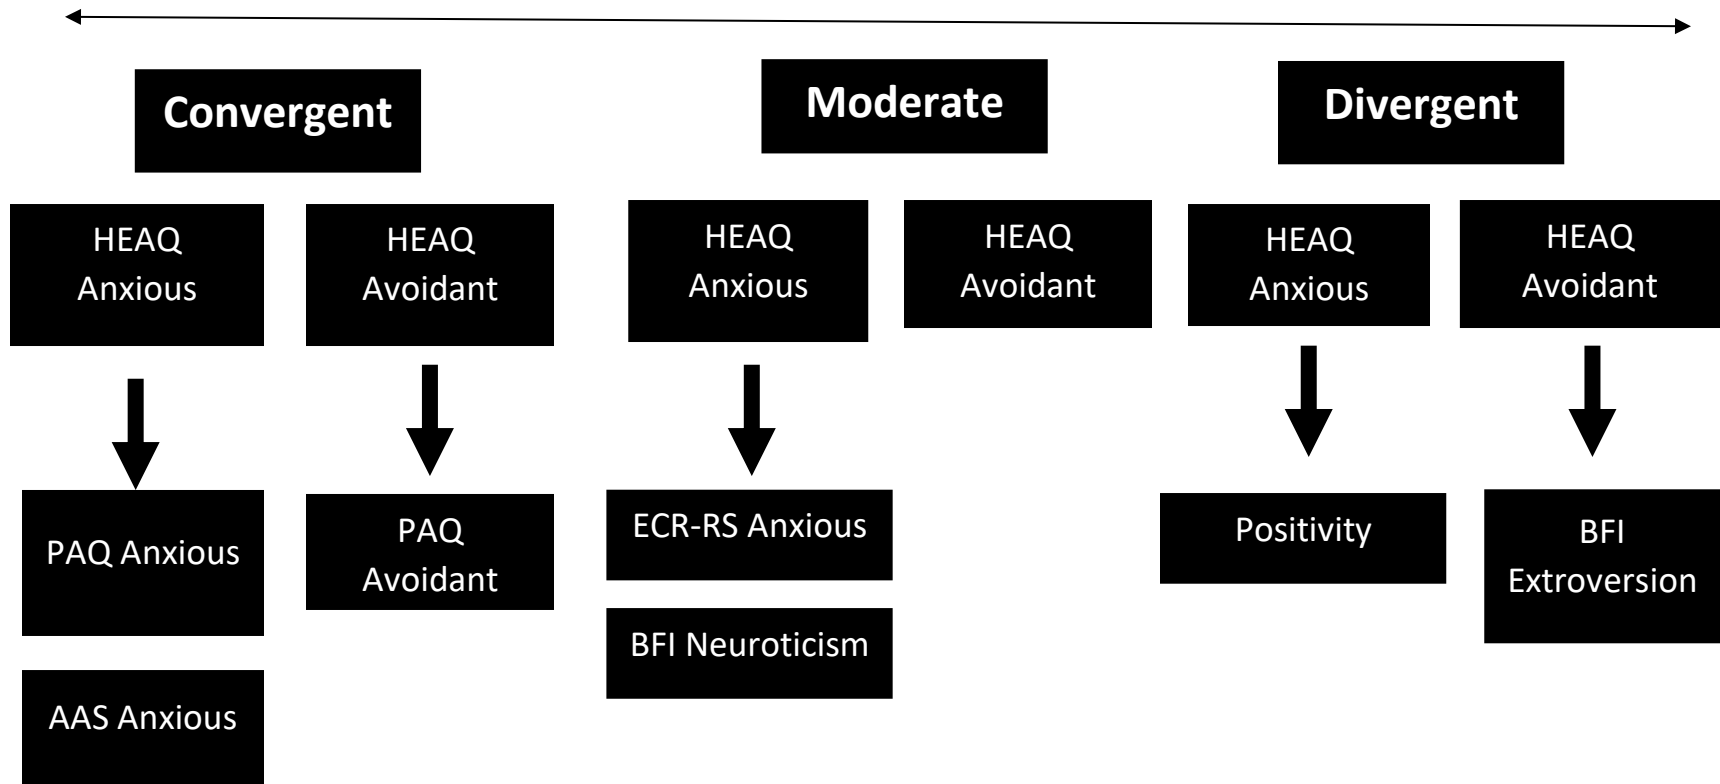 Convergent
Moderate
Divergent
HEAQ
Anxious
HEAQ
Avoidant
HEAQ
Anxious
HEAQ
Avoidant
HEAQ
Anxious
HEAQ
Avoidant
PAQ Anxious
PAQ
Avoidant
ECR-RS Anxious
Positivity
BFI
Extroversion
BFI Neuroticism
AAS Anxious